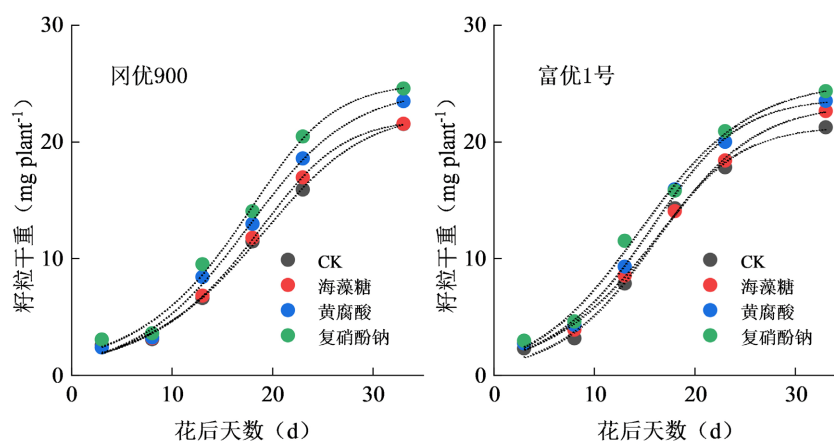 冈优900
籽粒干重（mg plant-1）
30
20
10
0
CK
海藻糖
黄腐酸
复硝酚钠
0 10 20 30
花后天数（d）
富优1号
籽粒干重（mg plant-1）
30
20
10
0
CK
海藻糖
黄腐酸
复硝酚钠
0 10 20 30
花后天数（d）